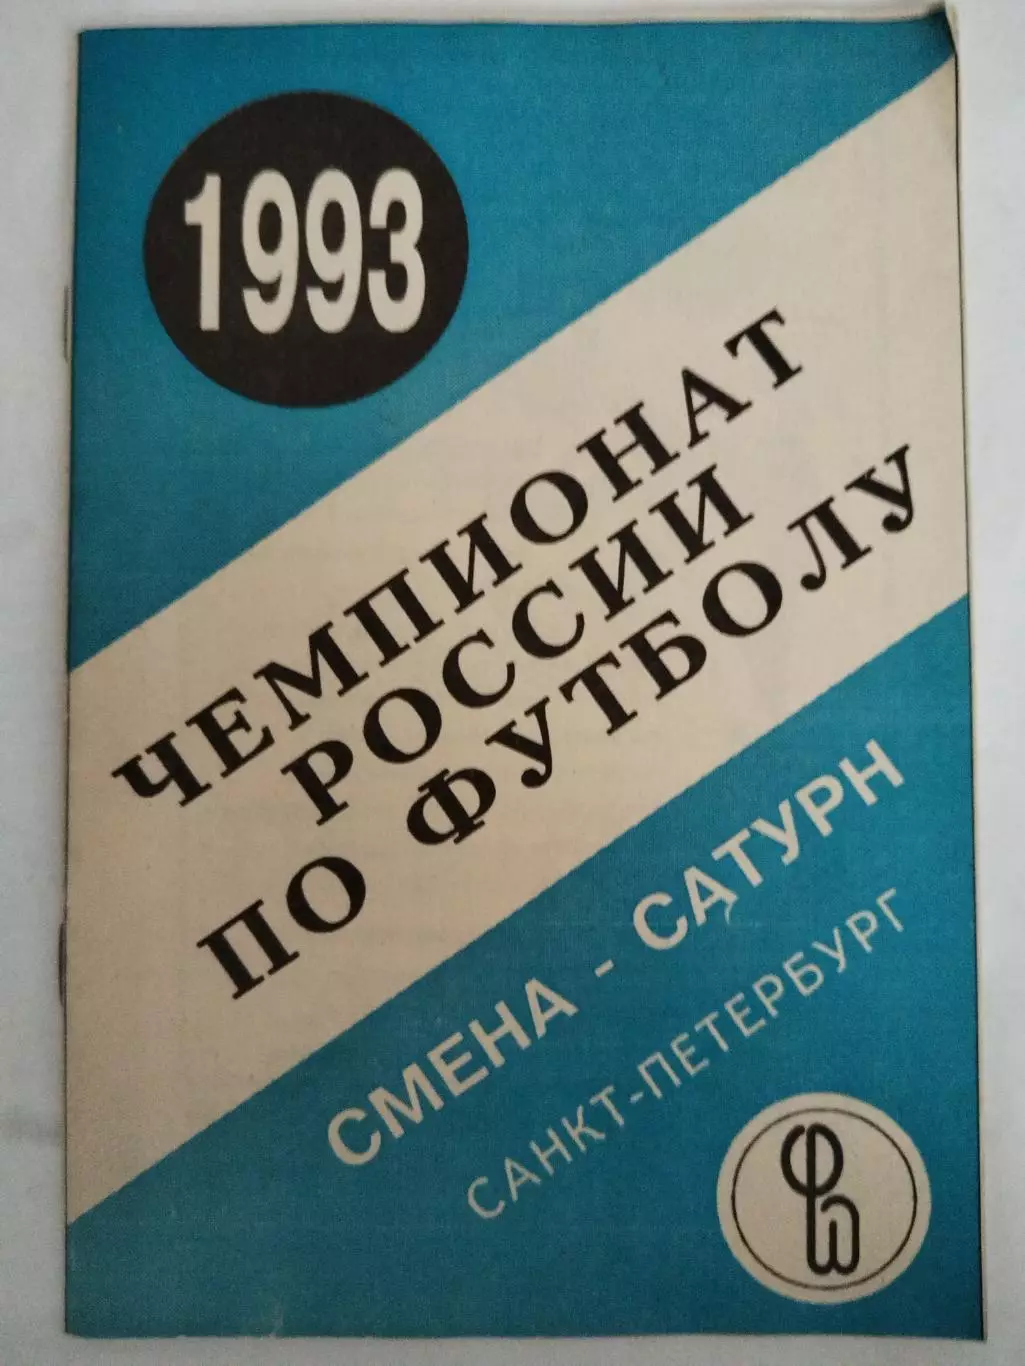 1993
ЧЕМПИОНАТ
РОССИИ
ПО ФУТБОЛУ
СМЕНА - САТУРН
САНКТ-ПЕТЕРБУРГ